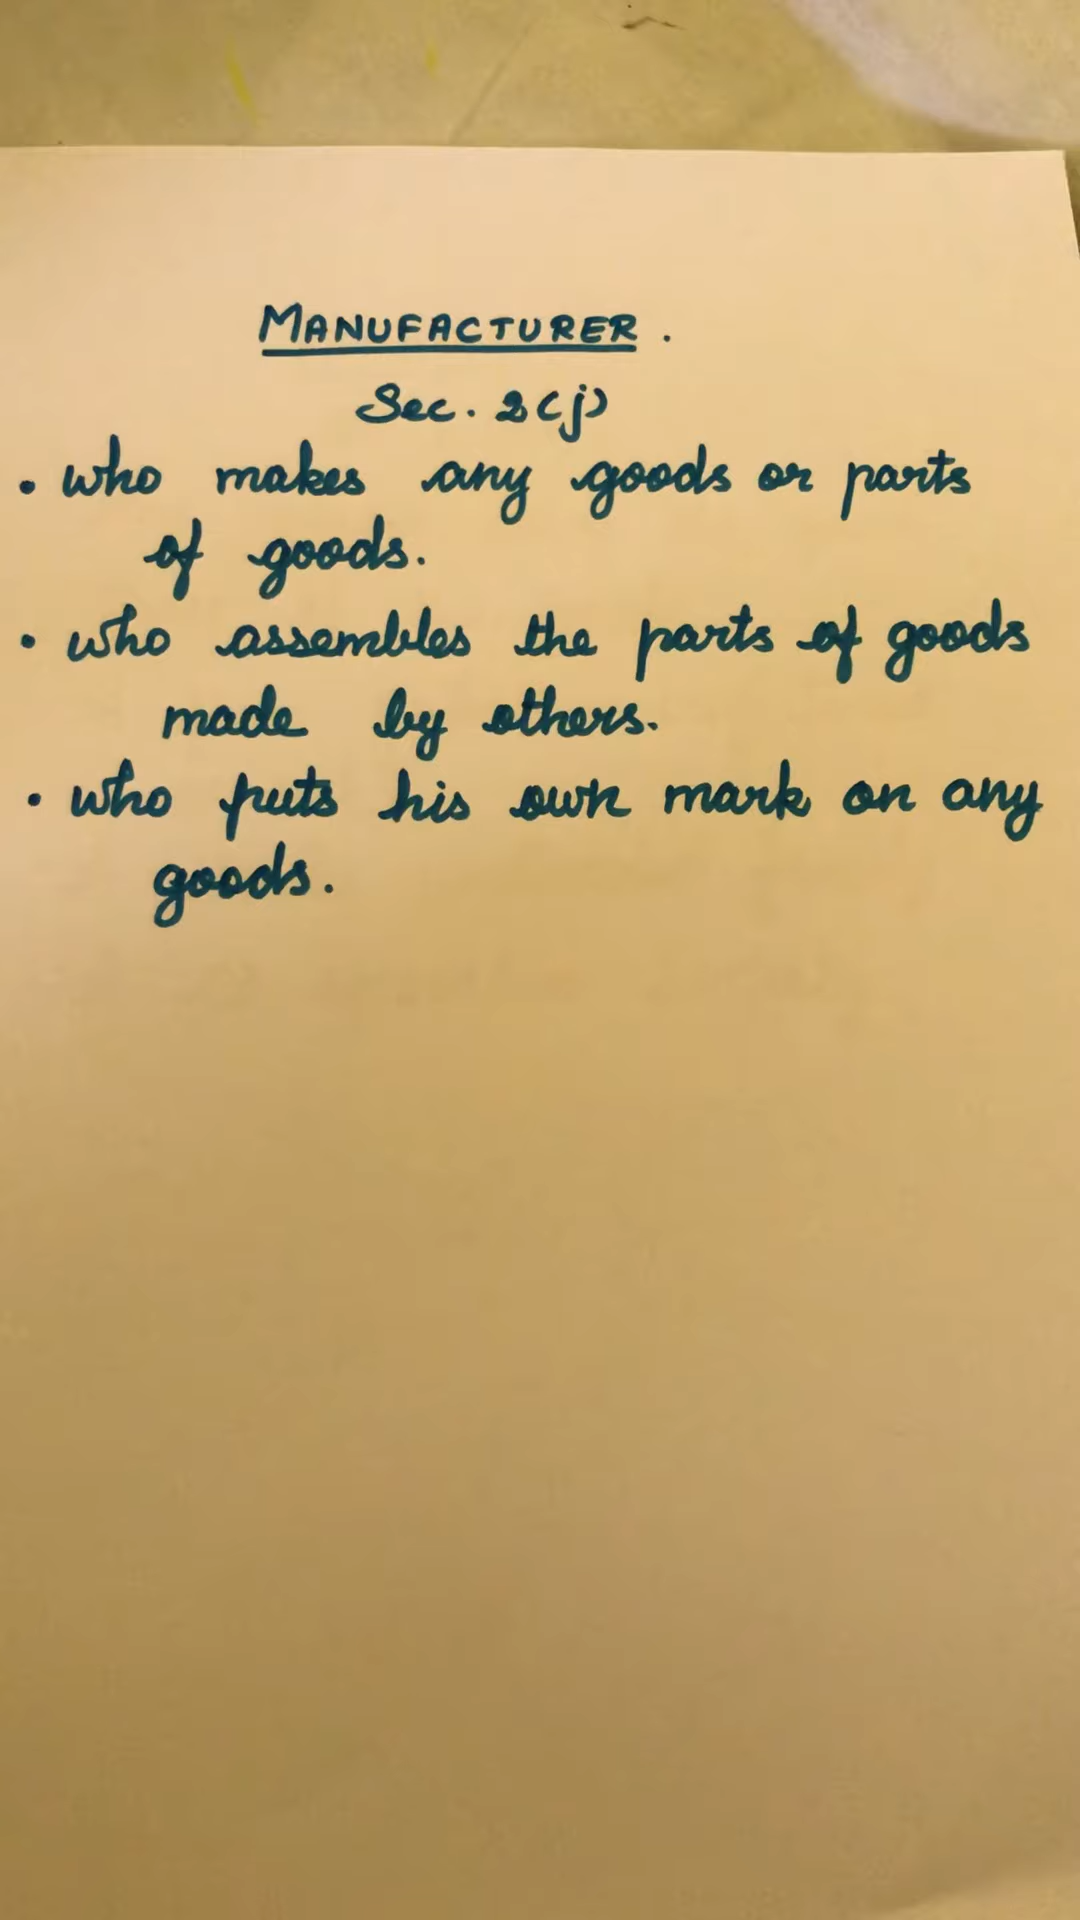 MANUFACTURER.
Sec. 2(j)
• who makes any goods or parts
of goods.
• who assembles the parts of goods
made by others.
• who puts his own mark on any
goods.